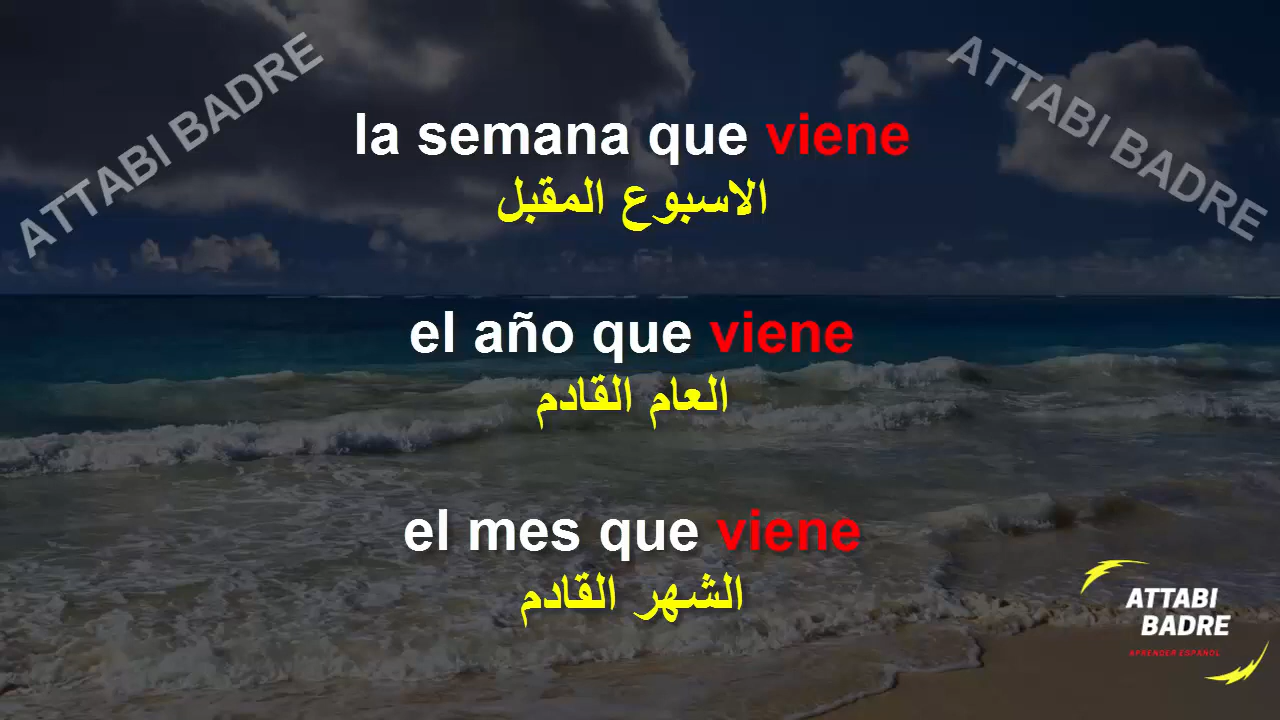 ATTABI BADRE
ATTABI BADRE
la semana que viene
الاسبوع المقبل
el año que viene
العام القادم
el mes que viene
الشهر القادم
ATTABI
BADRE
APRENDER ESPAÑOL